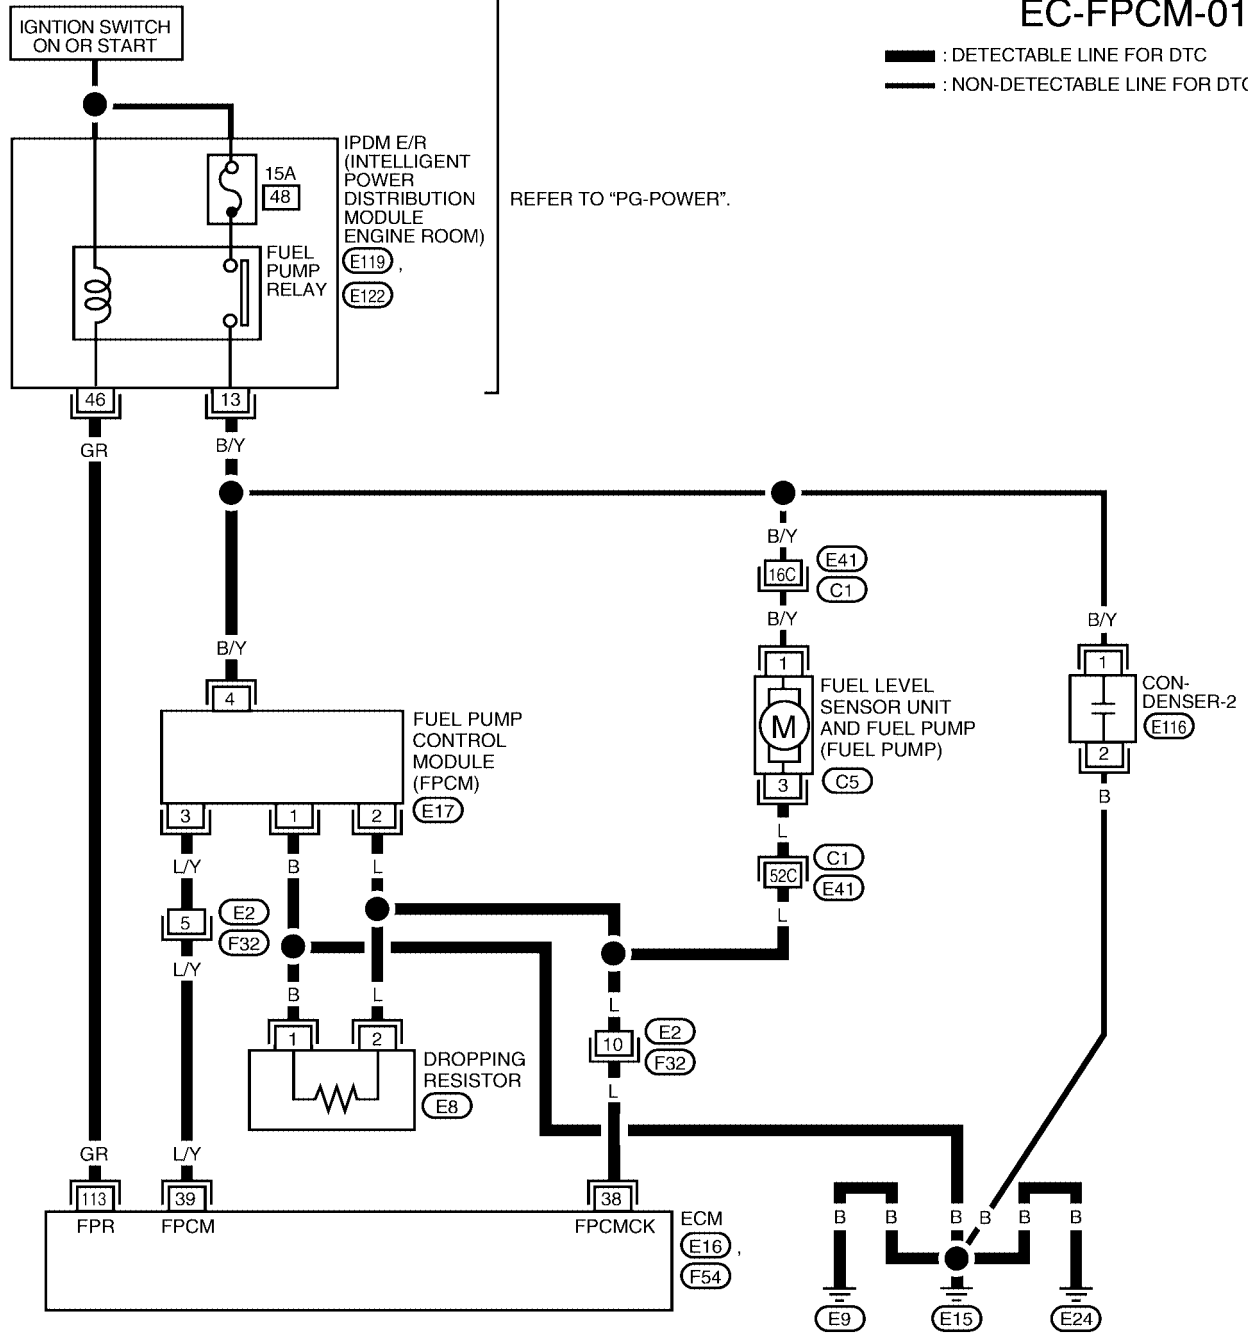 EC-FPCM-01
IGNTION SWITCH
ON OR START
: DETECTABLE LINE FOR DTC
: NON-DETECTABLE LINE FOR DTC
IPDM E/R
(INTELLIGENT
POWER
DISTRIBUTION
MODULE
ENGINE ROOM)
E119 ,
E122
15A
48
REFER TO “PG-POWER”.
FUEL
PUMP
RELAY
46
13
GR
B/Y
B/Y
E41
16C
C1
B/Y
B/Y
B/Y
1
1
4
FUEL LEVEL
SENSOR UNIT
AND FUEL PUMP
(FUEL PUMP)
M
C5
3
CON-
DENSER-2
E116
2
B
FUEL PUMP
CONTROL
MODULE
(FPCM)
E17
3
1
2
L
L/Y
B
L
C1
52C
E41
L
5
E2
F32
L/Y
B
L
L
1
2
10
E2
F32
L
DROPPING
RESISTOR
E8
GR
L/Y
113
39
38
FPR
FPCM
FPCMCK
ECM
E16 ,
F54
B
B
B
B
B
B
E9
E15
E24